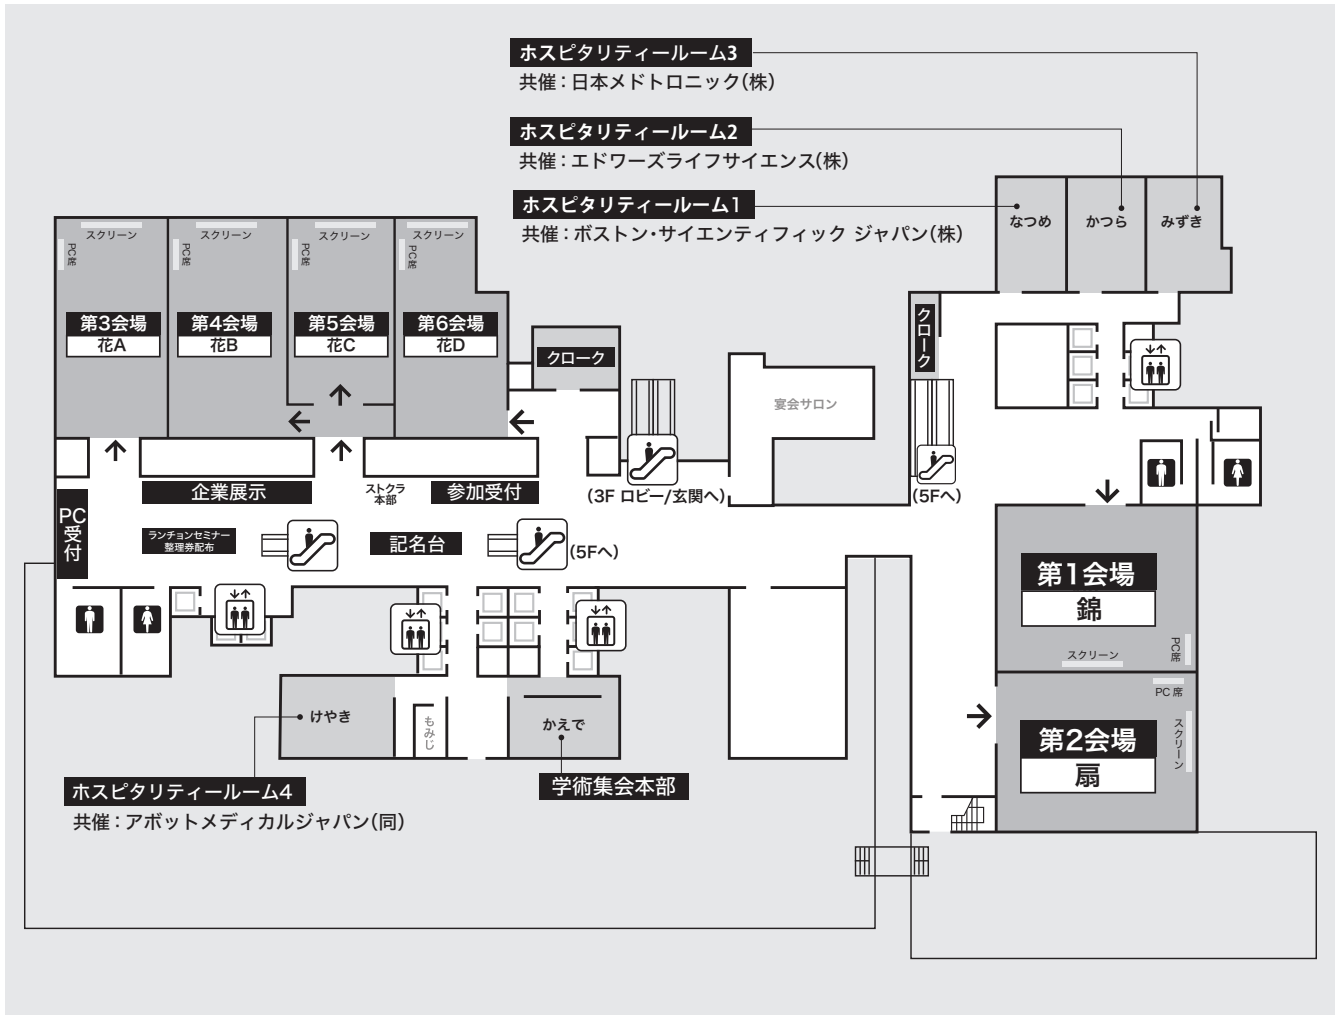 ホスピタリティールーム3
共催：日本メドトロニック(株)
ホスピタリティールーム2
共催：エドワーズライフサイエンス(株)
ホスピタリティールーム1
共催：ボストン・サイエンティフィック ジャパン(株)
なつめ
かつら
みずき
スクリーン
スクリーン
スクリーン
スクリーン
PC席
PC席
PC席
PC席
第3会場
花A
第4会場
花B
第5会場
花C
第6会場
花D
クローク
クローク
宴会サロン
(3F ロビー/玄関へ)
(5Fへ)
企業展示
ストクラ
本部
参加受付
PC受付
ランチョンセミナー
整理券配布
記名台
(5Fへ)
第1会場
錦
スクリーン
PC席
PC席
スクリーン
第2会場
扇
けやき
もみじ
かえで
ホスピタリティールーム4
共催：アボットメディカルジャパン(同)
学術集会本部